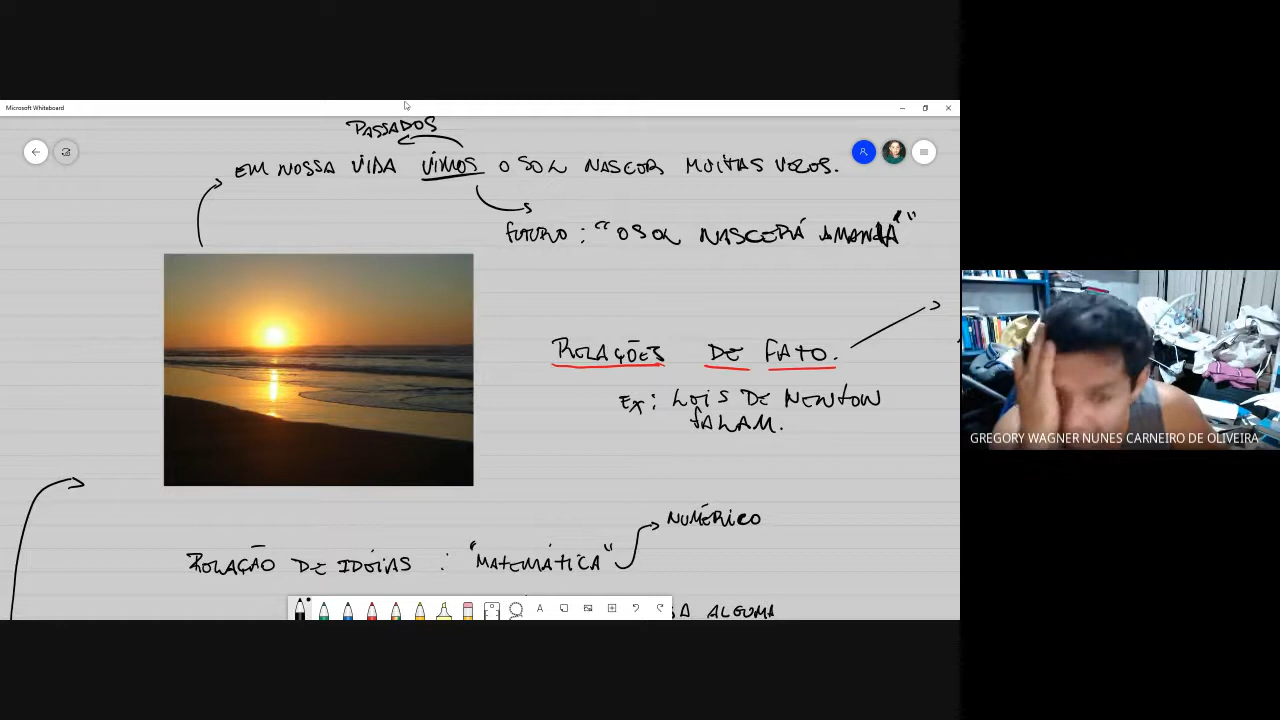 Microsoft Whiteboard
PASSADOS
EM NOSSA VIDA VIMOS O SOL NASCER MUITAS VEZES.
FUTURO : "O SOL NASCERÁ AMANHÃ"
RELAÇÕES DE FATO.
EX: LEIS DE NEWTON
FALAM.
GREGORY WAGNER NUNES CARNEIRO DE OLIVEIRA
NUMÉRICO
RELAÇÃO DE IDÉIAS : "MATEMÁTICA"
ALGUMA